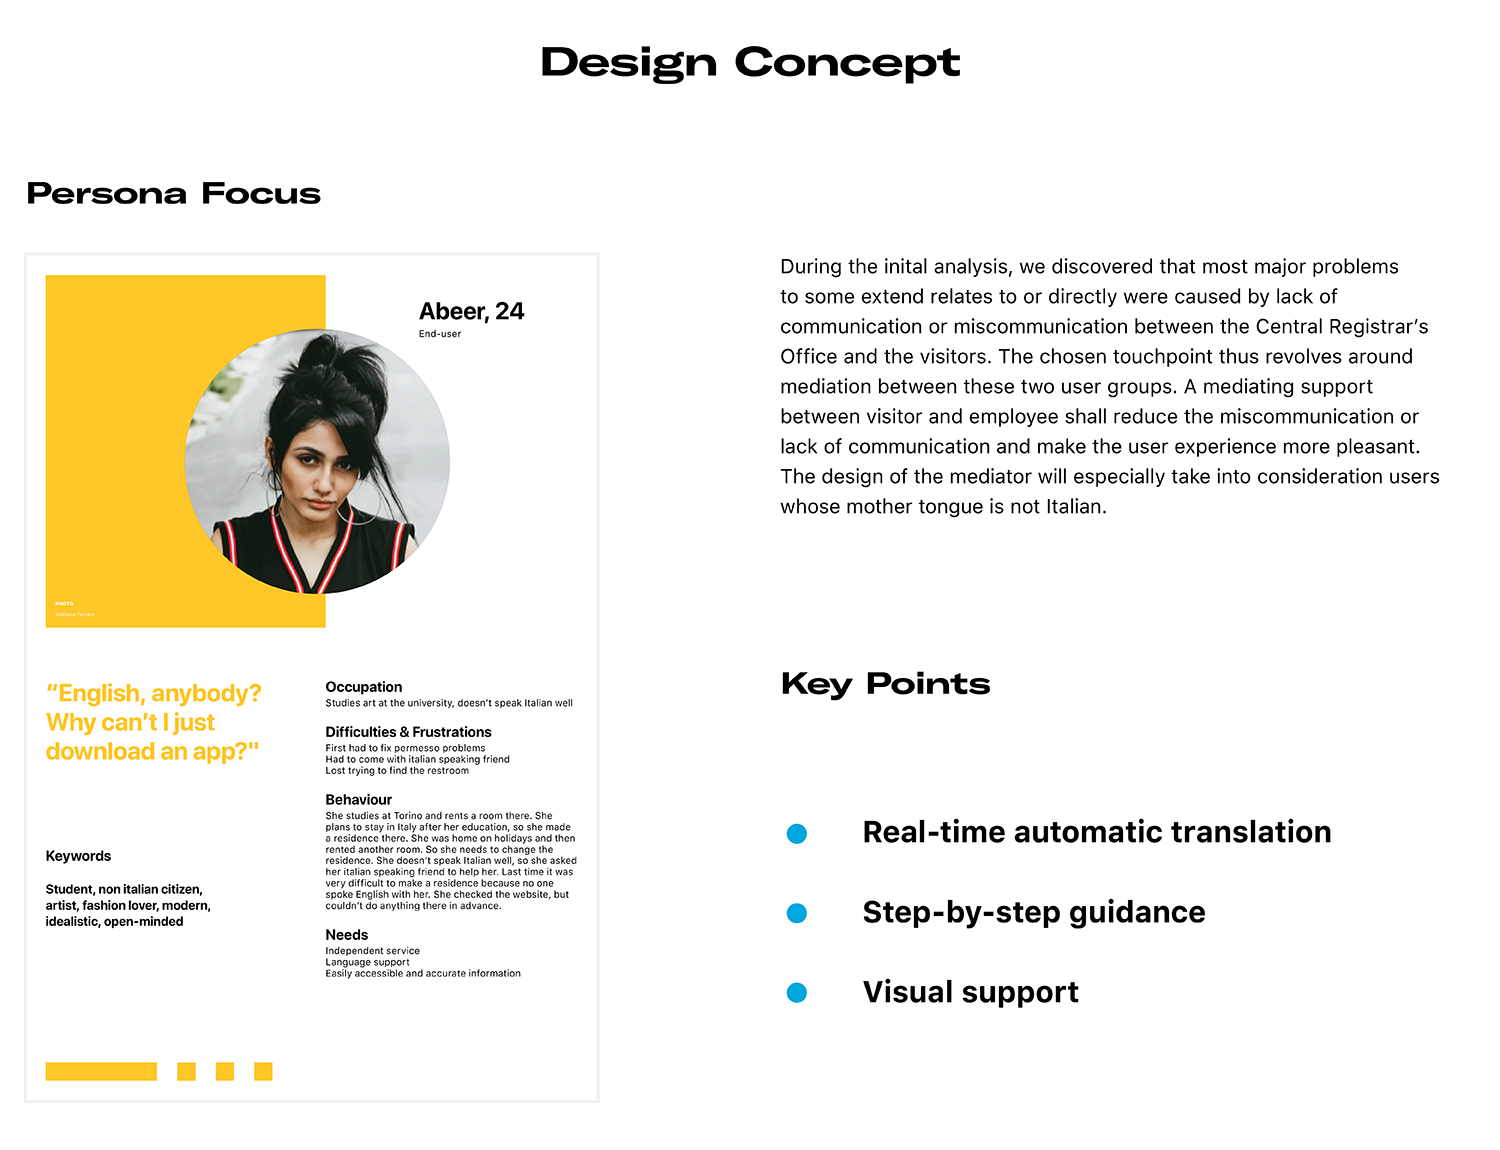 Design Concept
Persona Focus
Abeer, 24
End-user
PHOTO
Matheus Ferrero
“English, anybody?
Why can’t I just
download an app?"
Keywords
Student, non italian citizen,
artist, fashion lover, modern,
idealistic, open-minded
Occupation
Studies art at the university, doesn’t speak Italian well
Difficulties & Frustrations
First had to fix permesso problems
Had to come with italian speaking friend
Lost trying to find the restroom
Behaviour
She studies at Torino and rents a room there. She
plans to stay in Italy after her education, so she made
a residence there. She was home on holidays and then
rented another room. So she needs to change the
residence. She doesn’t speak Italian well, so she asked
her italian speaking friend to help her. Last time it was
very difficult to make a residence because no one
spoke English with her. She checked the website, but
couldn’t do anything there in advance.
Needs
Independent service
Language support
Easily accessible and accurate information
During the inital analysis, we discovered that most major problems
to some extend relates to or directly were caused by lack of
communication or miscommunication between the Central Registrar’s
Office and the visitors. The chosen touchpoint thus revolves around
mediation between these two user groups. A mediating support
between visitor and employee shall reduce the miscommunication or
lack of communication and make the user experience more pleasant.
The design of the mediator will especially take into consideration users
whose mother tongue is not Italian.
Key Points
Real-time automatic translation
Step-by-step guidance
Visual support